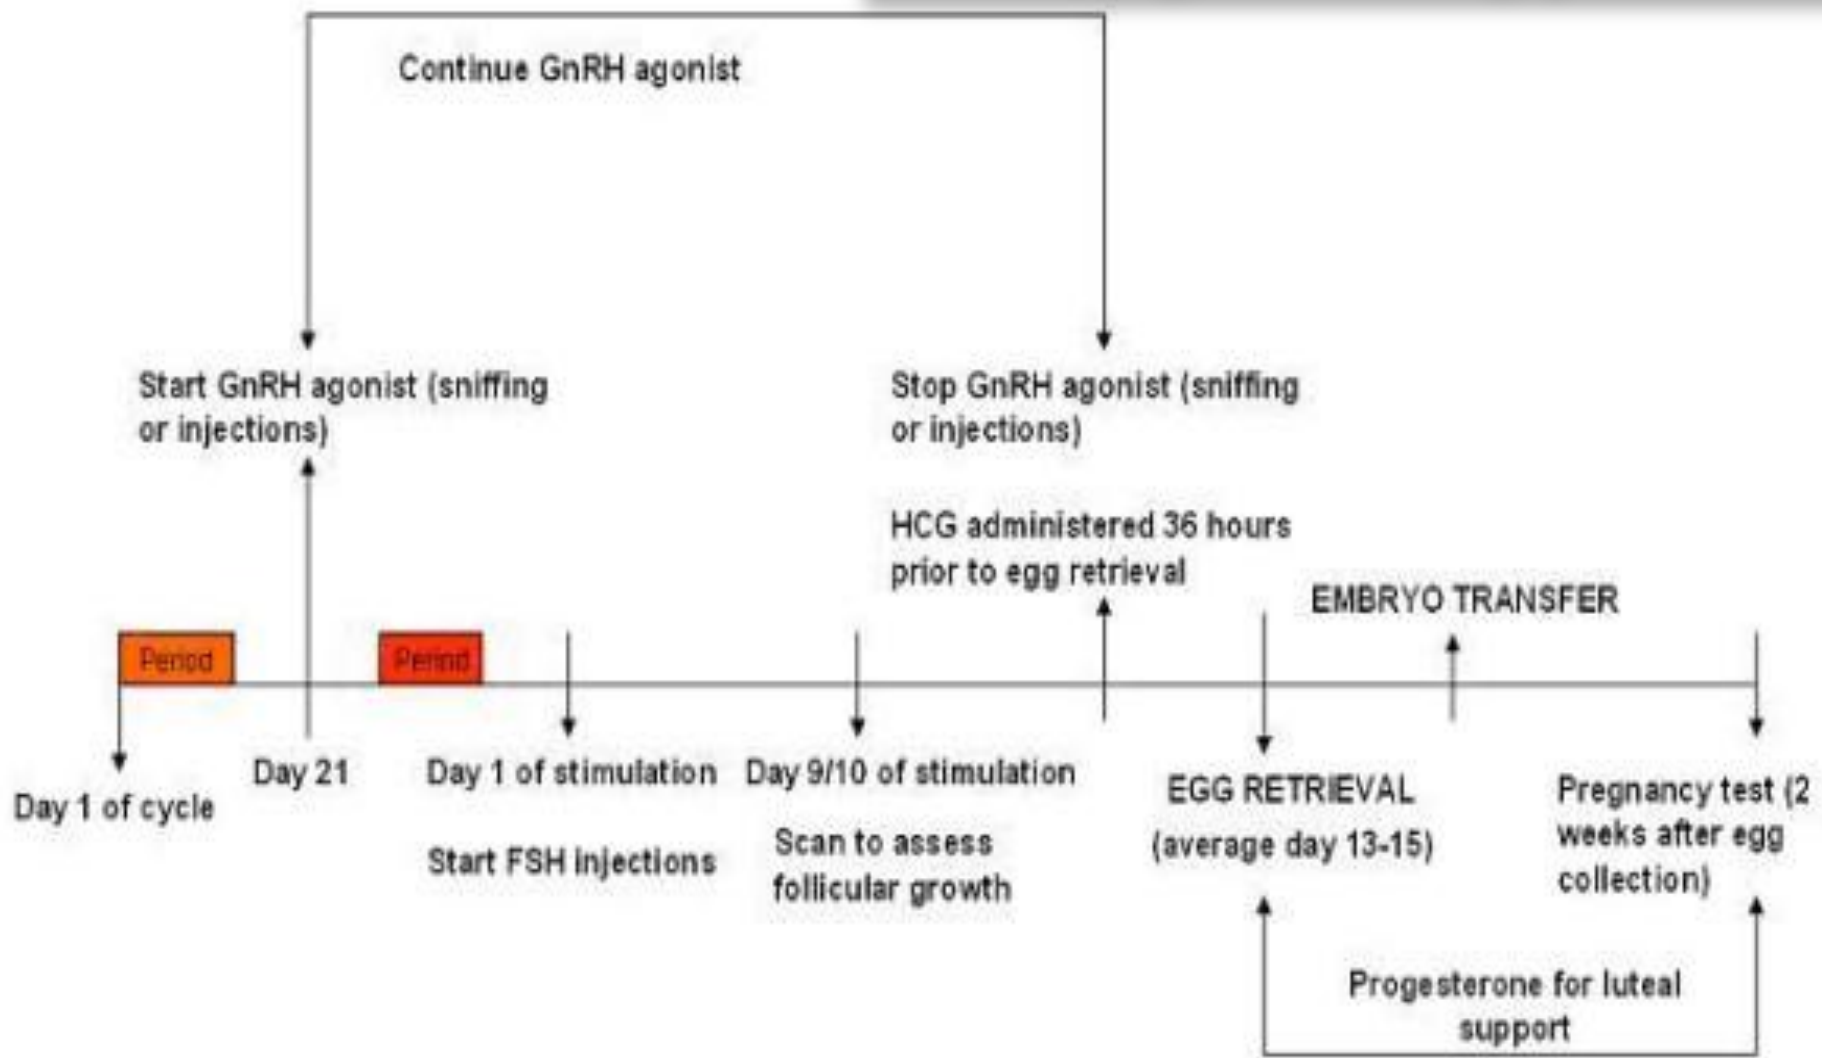 Continue GnRH agonist
Start GnRH agonist (sniffing
or injections)
Stop GnRH agonist (sniffing
or injections)
HCG administered 36 hours
prior to egg retrieval
EMBRYO TRANSFER
Period
Period
Day 1 of cycle
Day 21
Day 1 of stimulation
Start FSH injections
Day 9/10 of stimulation
Scan to assess
follicular growth
EGG RETRIEVAL
(average day 13-15)
Pregnancy test (2
weeks after egg
collection)
Progesterone for luteal
support